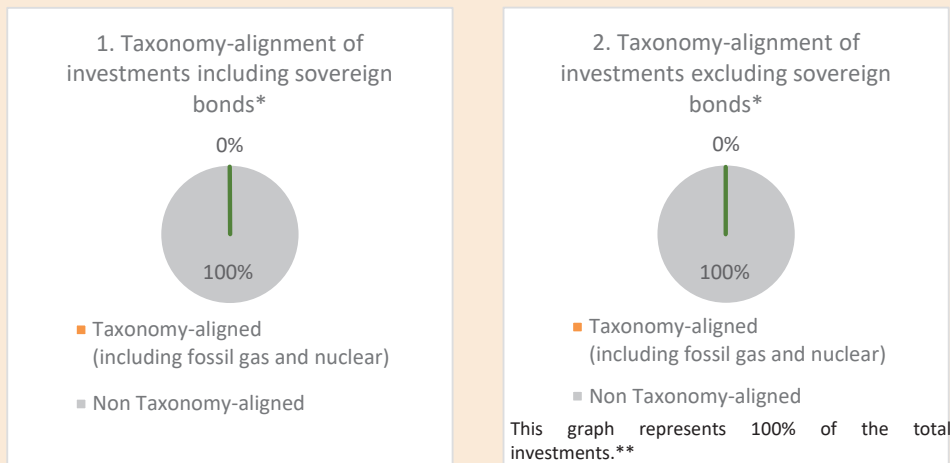 1. Taxonomy-alignment of
investments including sovereign
bonds*
0%
100%
Taxonomy-aligned
(including fossil gas and nuclear)
Non Taxonomy-aligned
2. Taxonomy-alignment of
investments excluding sovereign
bonds*
0%
100%
Taxonomy-aligned
(including fossil gas and nuclear)
Non Taxonomy-aligned
This graph represents 100% of the total
investments.**